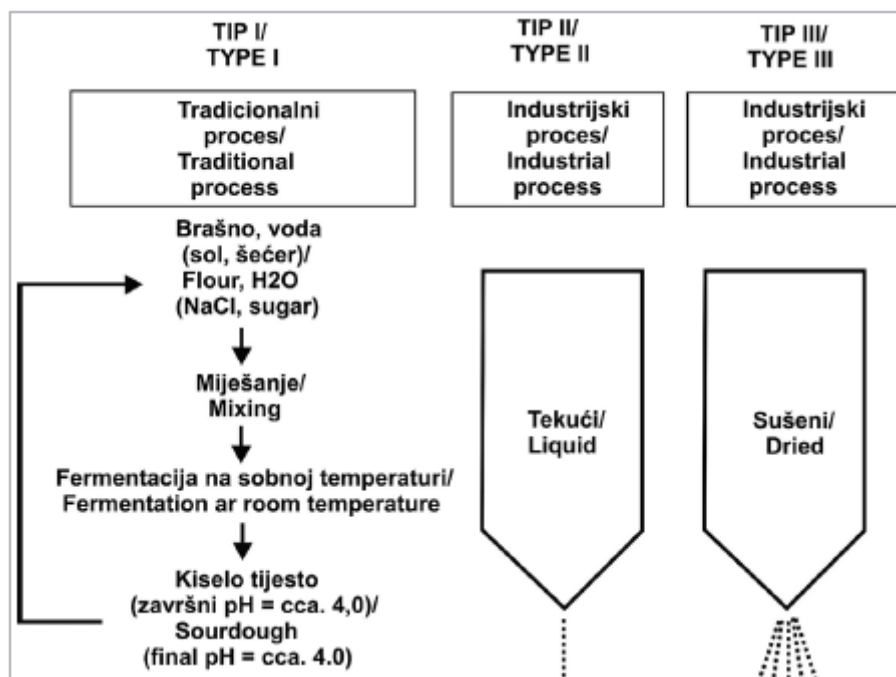 TIP I/
TYPE I
TIP II/
TYPE II
TIP III/
TYPE III
Tradicionalni
proces/
Traditional
process
Industrijski
proces/
Industrial
process
Industrijski
proces/
Industrial
process
Brašno, voda
(sol, šećer)/
Flour, H2O
(NaCl, sugar)
Miješanje/
Mixing
Fermentacija na sobnoj temperaturi/
Fermentation ar room temperature
Kiselo tijesto
(završni pH = cca. 4,0)/
Sourdough
(final pH = cca. 4.0)
Tekući/
Liquid
Sušeni/
Dried